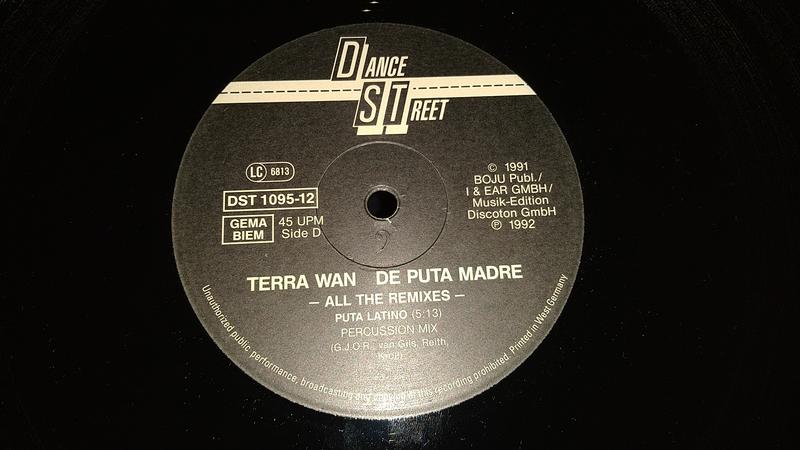 DANCE
STREET
LC 6813
DST 1095-12
GEMA
BIEM
45 UPM
Side D
© 1991
BOJU Publ./
I & EAR GMBH/
Musik-Edition
Discoton GmbH
℗ 1992
TERRA WAN DE PUTA MADRE
– ALL THE REMIXES –
PUTA LATINO (5:13)
PERCUSSION MIX
(G.J.O.R., van Gils, Reith,
Unauthorized public performance, broadcasting and copying of this recording prohibited. Printed in West Germany